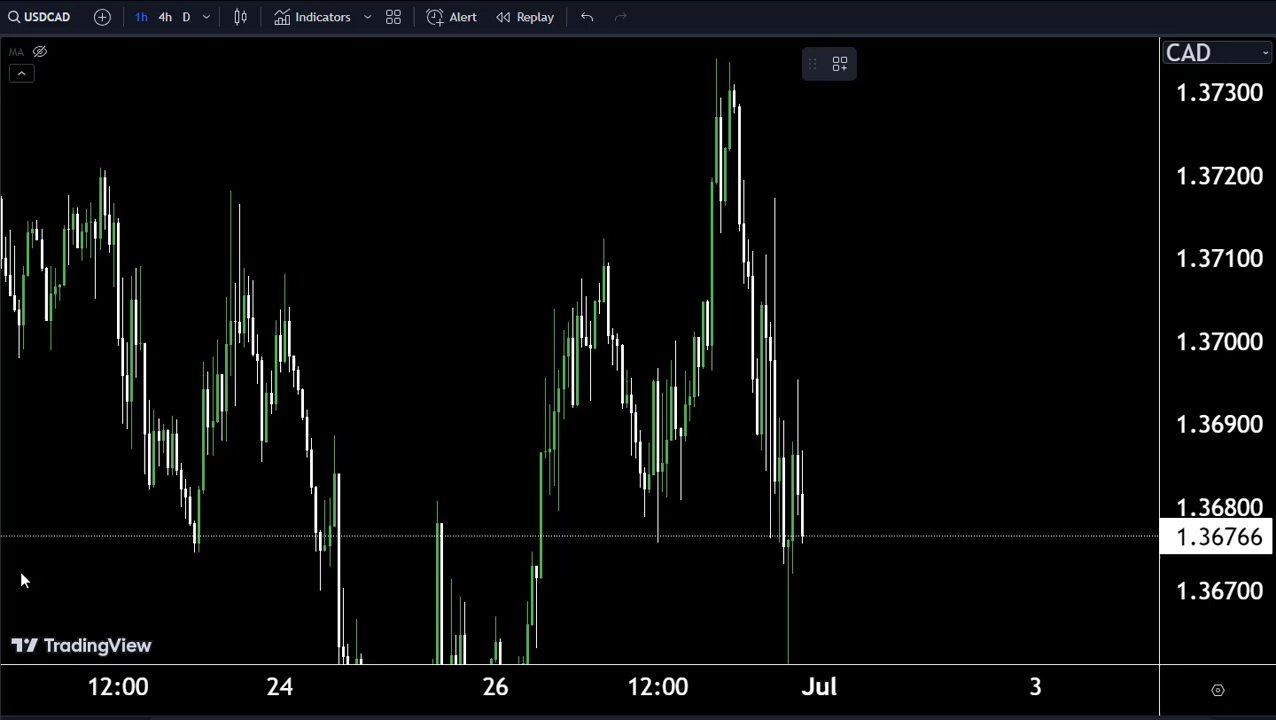 USDCAD 1h 4h D Indicators Alert Replay
MA
CAD
1.37300
1.37200
1.37100
1.37000
1.36900
1.36800
1.36766
1.36700
TradingView
12:00 24 26 12:00 Jul 3